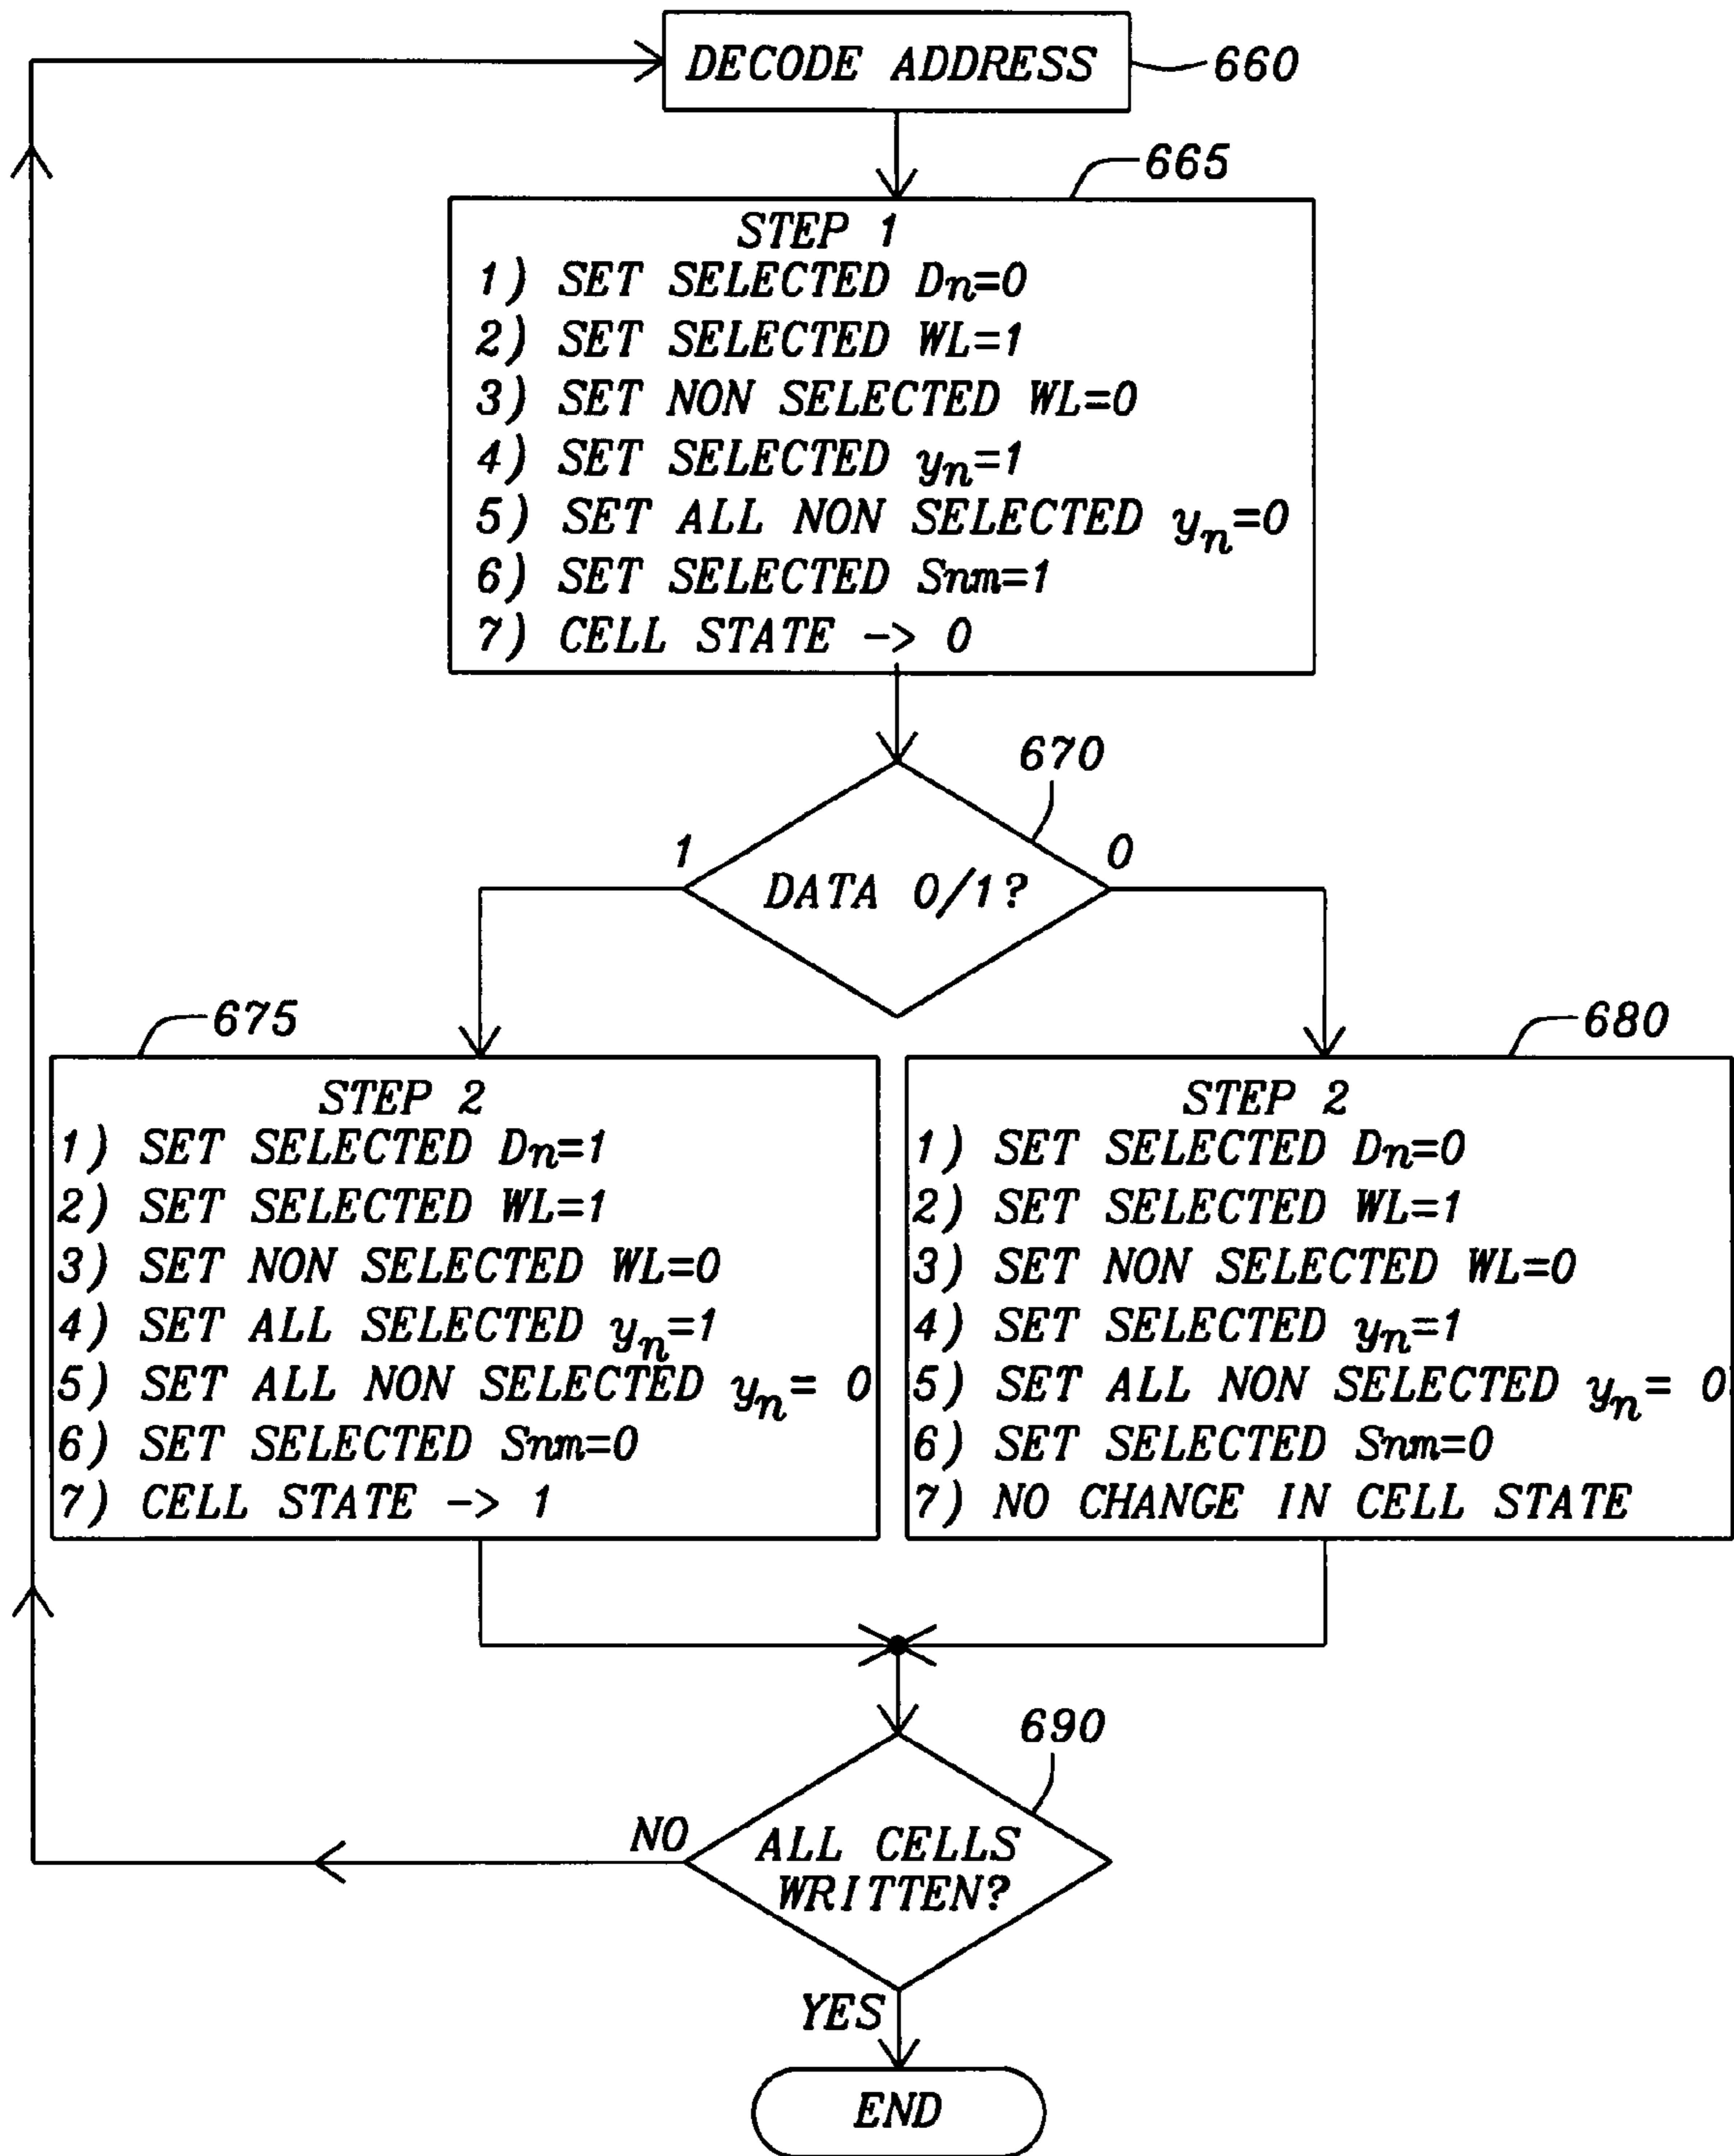 DECODE ADDRESS
660
665
STEP 1
1) SET SELECTED Dn=0
2) SET SELECTED WL=1
3) SET NON SELECTED WL=0
4) SET SELECTED yn=1
5) SET ALL NON SELECTED yn=0
6) SET SELECTED Snm=1
7) CELL STATE -> 0
670
1
0
DATA 0/1?
675
STEP 2
1) SET SELECTED Dn=1
2) SET SELECTED WL=1
3) SET NON SELECTED WL=0
4) SET ALL SELECTED yn=1
5) SET ALL NON SELECTED yn= 0
6) SET SELECTED Snm=0
7) CELL STATE -> 1
680
STEP 2
1) SET SELECTED Dn=0
2) SET SELECTED WL=1
3) SET NON SELECTED WL=0
4) SET SELECTED yn=1
5) SET ALL NON SELECTED yn= 0
6) SET SELECTED Snm=0
7) NO CHANGE IN CELL STATE
690
NO
ALL CELLS
WRITTEN?
YES
END